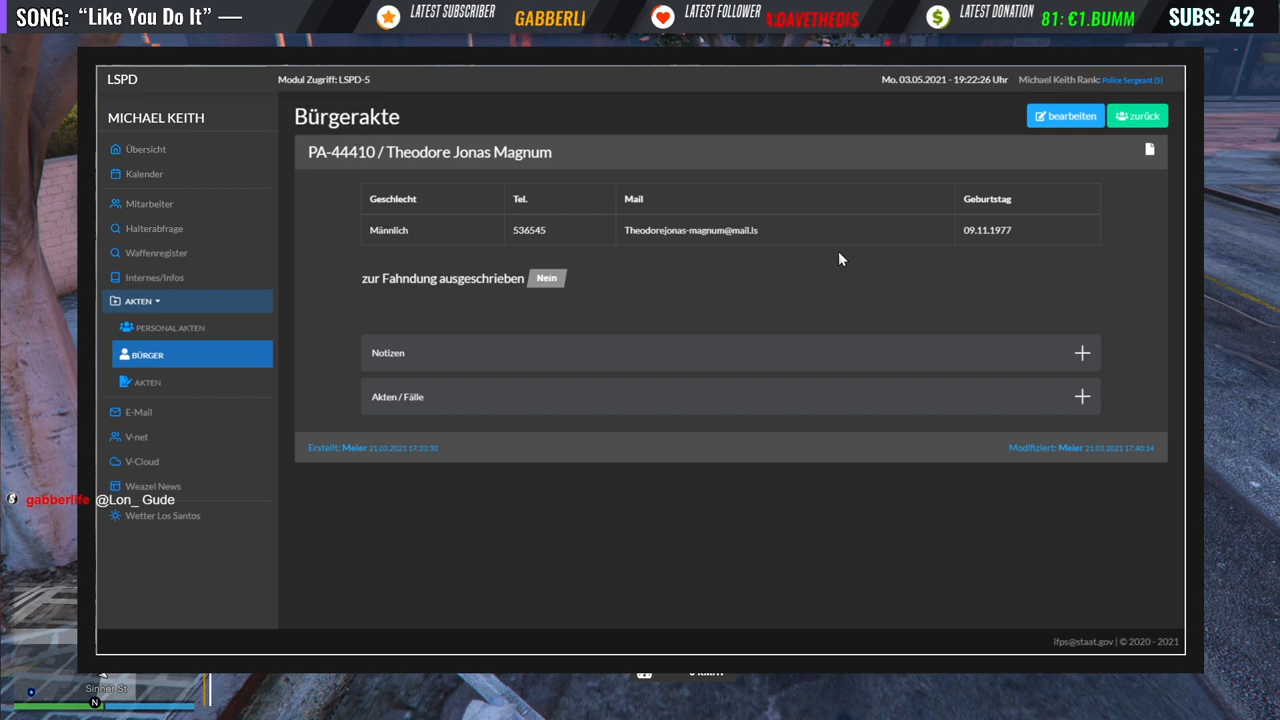 SONG: "Like You Do It" —
LATEST SUBSCRIBER
GABBERLI
LATEST FOLLOWER
:DAVETHEDIS
LATEST DONATION
81: €1.BUMM
SUBS: 42
LSPD
Modul Zugriff: LSPD-5
Mo. 03.05.2021 - 19:22:26 Uhr
Michael Keith Rank: Police Sergeant (5)
MICHAEL KEITH
Übersicht
Kalender
Mitarbeiter
Halterabfrage
Waffenregister
Internes/Infos
AKTEN
PERSONAL AKTEN
BÜRGER
AKTEN
E-Mail
V-net
V-Cloud
Weazel News
gabberlife @Lon_ Gude
Wetter Los Santos
Bürgerakte
bearbeiten
zurück
PA-44410 / Theodore Jonas Magnum
Geschlecht Tel. Mail Geburtstag
Männlich 536545 Theodorejonas-magnum@mail.ls 09.11.1977
zur Fahndung ausgeschrieben Nein
Notizen
Akten / Fälle
Erstellt: Meier 21.03.2021 17:33:30
Modifiziert: Meier 21.03.2021 17:40:14
lfps@staat.gov | © 2020 - 2021
Sinner St
N